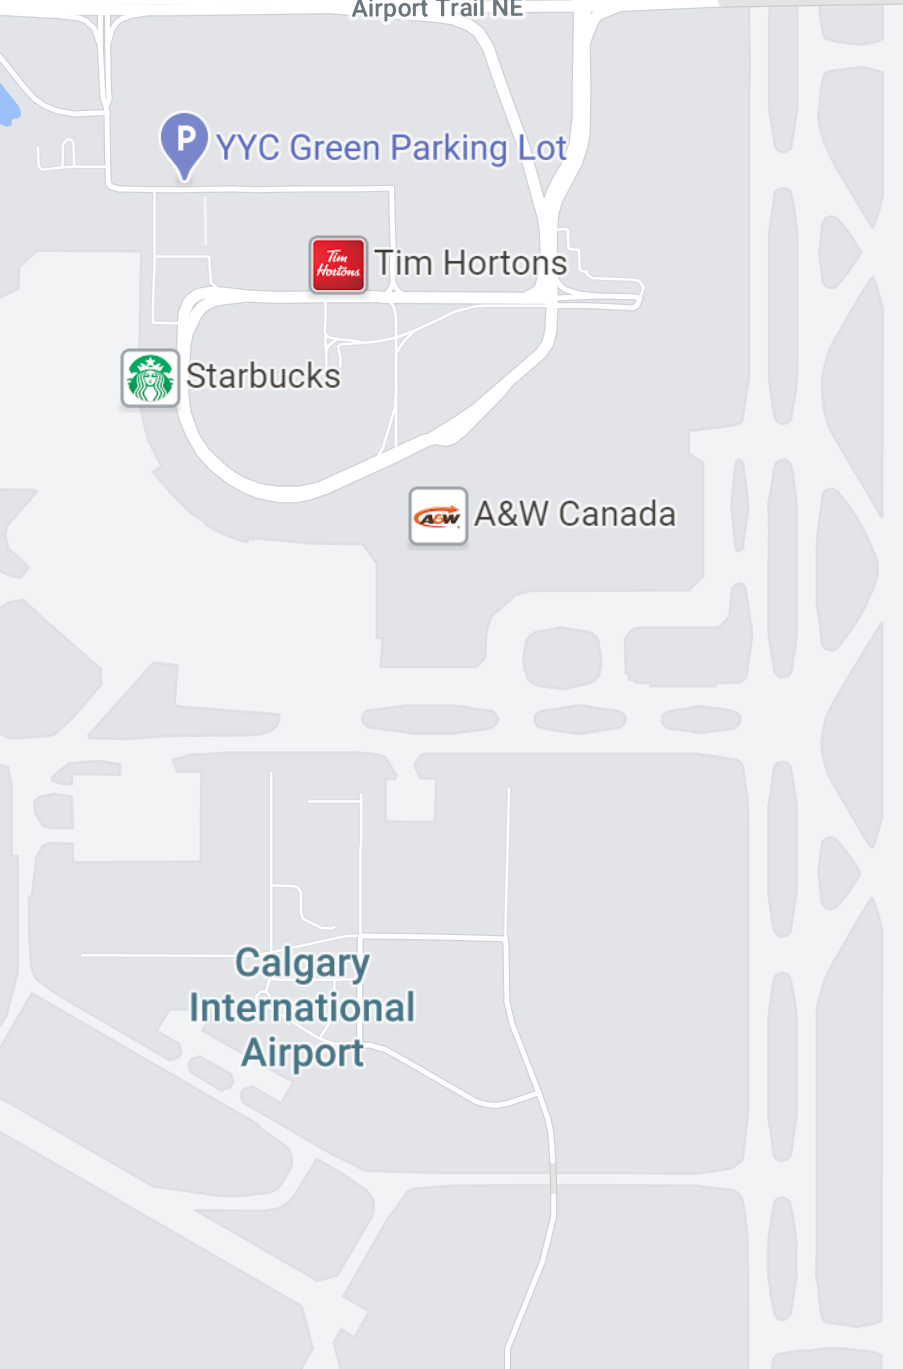 Airport Trail NE
P
YYC Green Parking Lot
Tim
Hortons
Tim Hortons
Starbucks
A&W
A&W Canada
Calgary
International
Airport